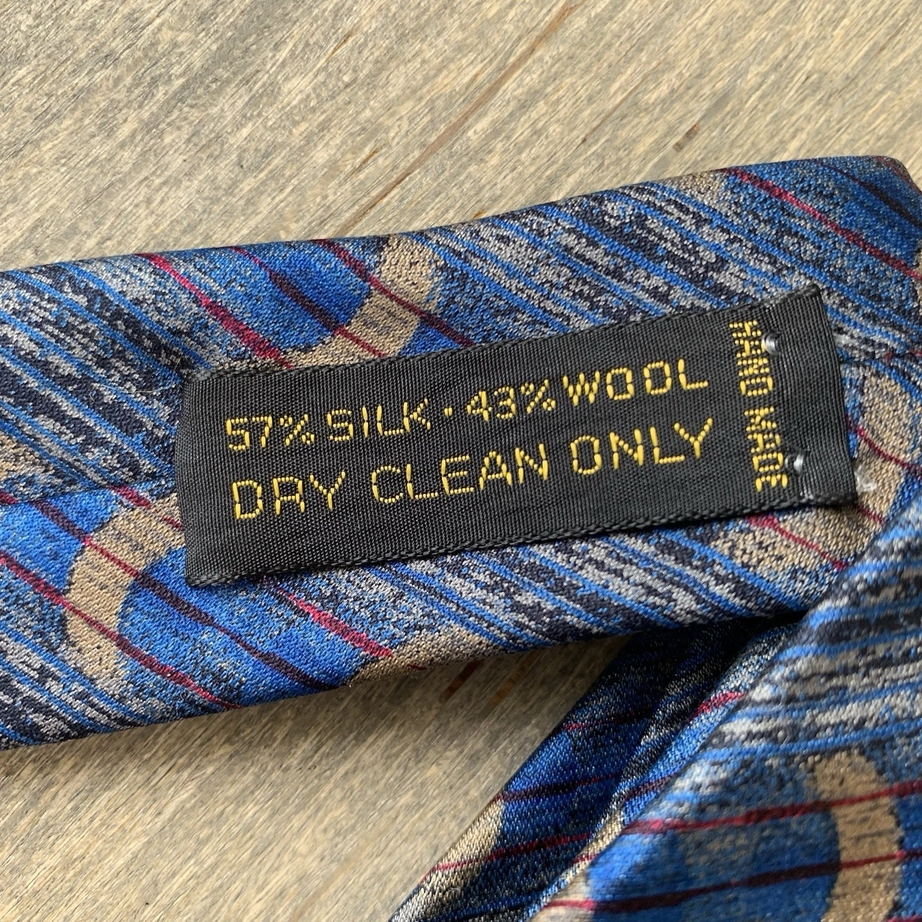 57% SILK · 43% WOOL
DRY CLEAN ONLY
HAND MADE